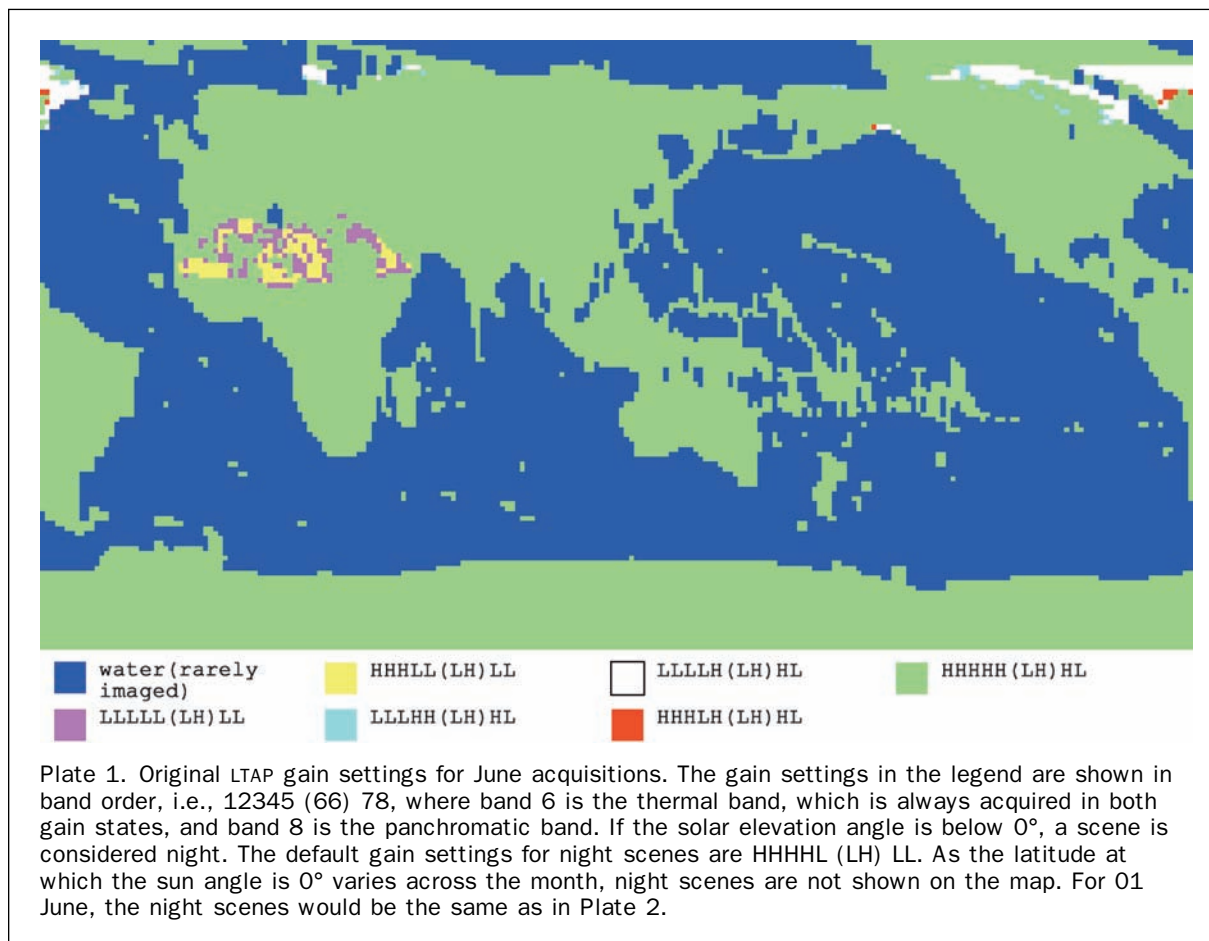 water(rarely imaged)
HHHLL(LH)LL
LLLLH(LH)HL
HHHHH(LH)HL
LLLLL(LH)LL
LLLHH(LH)HL
HHHLH(LH)HL
Plate 1. Original LTAP gain settings for June acquisitions. The gain settings in the legend are shown in
band order, i.e., 12345 (66) 78, where band 6 is the thermal band, which is always acquired in both
gain states, and band 8 is the panchromatic band. If the solar elevation angle is below 0°, a scene is
considered night. The default gain settings for night scenes are HHHHL (LH) LL. As the latitude at
which the sun angle is 0° varies across the month, night scenes are not shown on the map. For 01
June, the night scenes would be the same as in Plate 2.